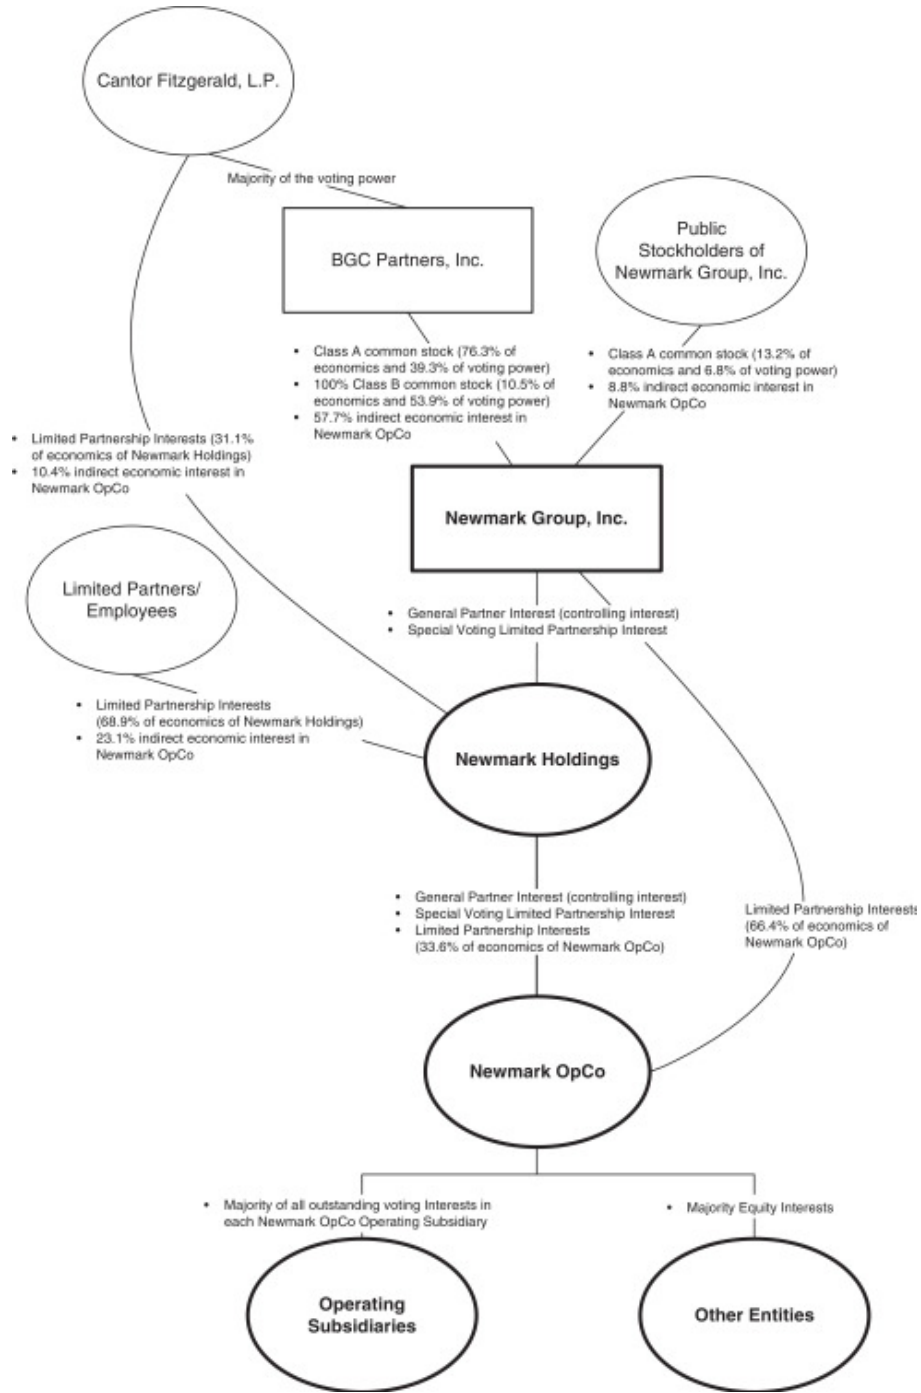 Cantor Fitzgerald, L.P.
Majority of the voting power
BGC Partners, Inc.
Public
Stockholders of
Newmark Group, Inc.
• Class A common stock (76.3% of
economics and 39.3% of voting power)
• 100% Class B common stock (10.5% of
economics and 53.9% of voting power)
• 57.7% indirect economic interest in
Newmark OpCo
• Class A common stock (13.2% of
economics and 6.8% of voting power)
• 8.8% indirect economic interest in
Newmark OpCo
• Limited Partnership Interests (31.1%
of economics of Newmark Holdings)
• 10.4% indirect economic interest in
Newmark OpCo
Newmark Group, Inc.
Limited Partners/
Employees
• General Partner Interest (controlling interest)
• Special Voting Limited Partnership Interest
• Limited Partnership Interests
(68.9% of economics of Newmark Holdings)
• 23.1% indirect economic interest in
Newmark OpCo
Newmark Holdings
• General Partner Interest (controlling interest)
• Special Voting Limited Partnership Interest
• Limited Partnership Interests
(33.6% of economics of Newmark OpCo)
Limited Partnership Interests
(66.4% of economics of
Newmark OpCo)
Newmark OpCo
• Majority of all outstanding voting Interests in
each Newmark OpCo Operating Subsidiary
• Majority Equity Interests
Operating
Subsidiaries
Other Entities